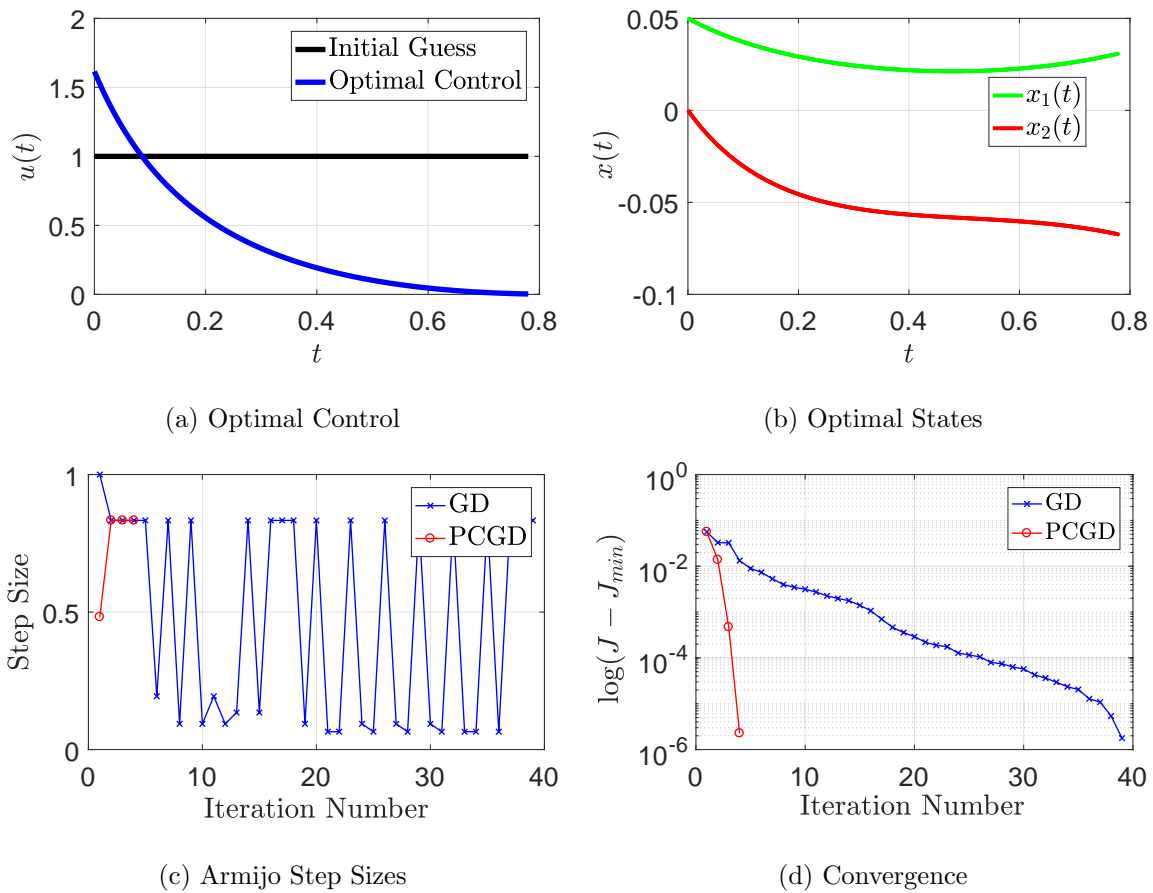 2
1.5
1
0.5
0
0 0.2 0.4 0.6 0.8
u(t)
t
Initial Guess
Optimal Control
(a) Optimal Control
0.05
0
-0.05
-0.1
0 0.2 0.4 0.6 0.8
x(t)
t
x₁(t)
x₂(t)
(b) Optimal States
1
0.5
0
0 10 20 30 40
Step Size
Iteration Number
GD
PCGD
(c) Armijo Step Sizes
10⁰
10⁻²
10⁻⁴
10⁻⁶
0 10 20 30 40
log(J − Jₘᵢₙ)
Iteration Number
GD
PCGD
(d) Convergence